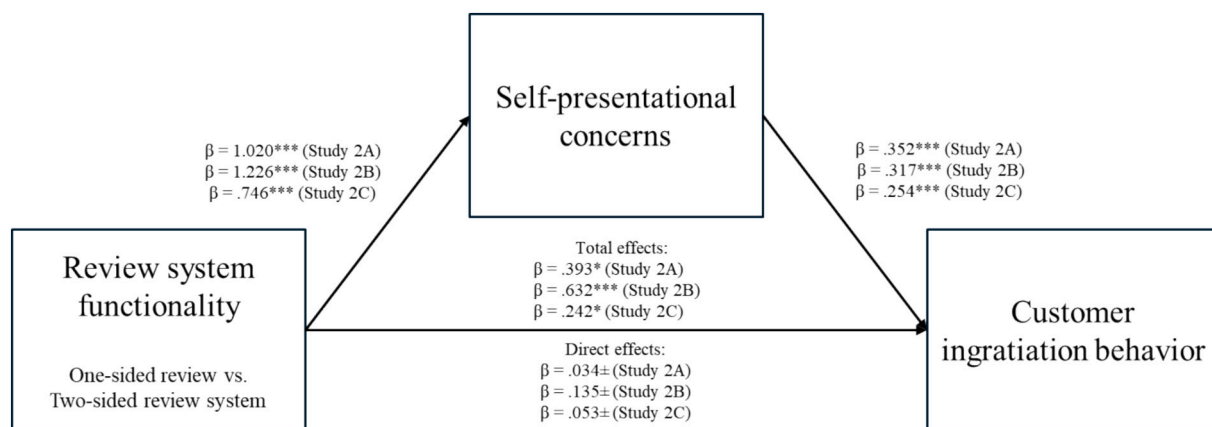 Self-presentational
concerns
β = 1.020*** (Study 2A)
β = 1.226*** (Study 2B)
β = .746*** (Study 2C)
β = .352*** (Study 2A)
β = .317*** (Study 2B)
β = .254*** (Study 2C)
Review system
functionality
One-sided review vs.
Two-sided review system
Total effects:
β = .393* (Study 2A)
β = .632*** (Study 2B)
β = .242* (Study 2C)
Direct effects:
β = .034± (Study 2A)
β = .135± (Study 2B)
β = .053± (Study 2C)
Customer
ingratiation behavior